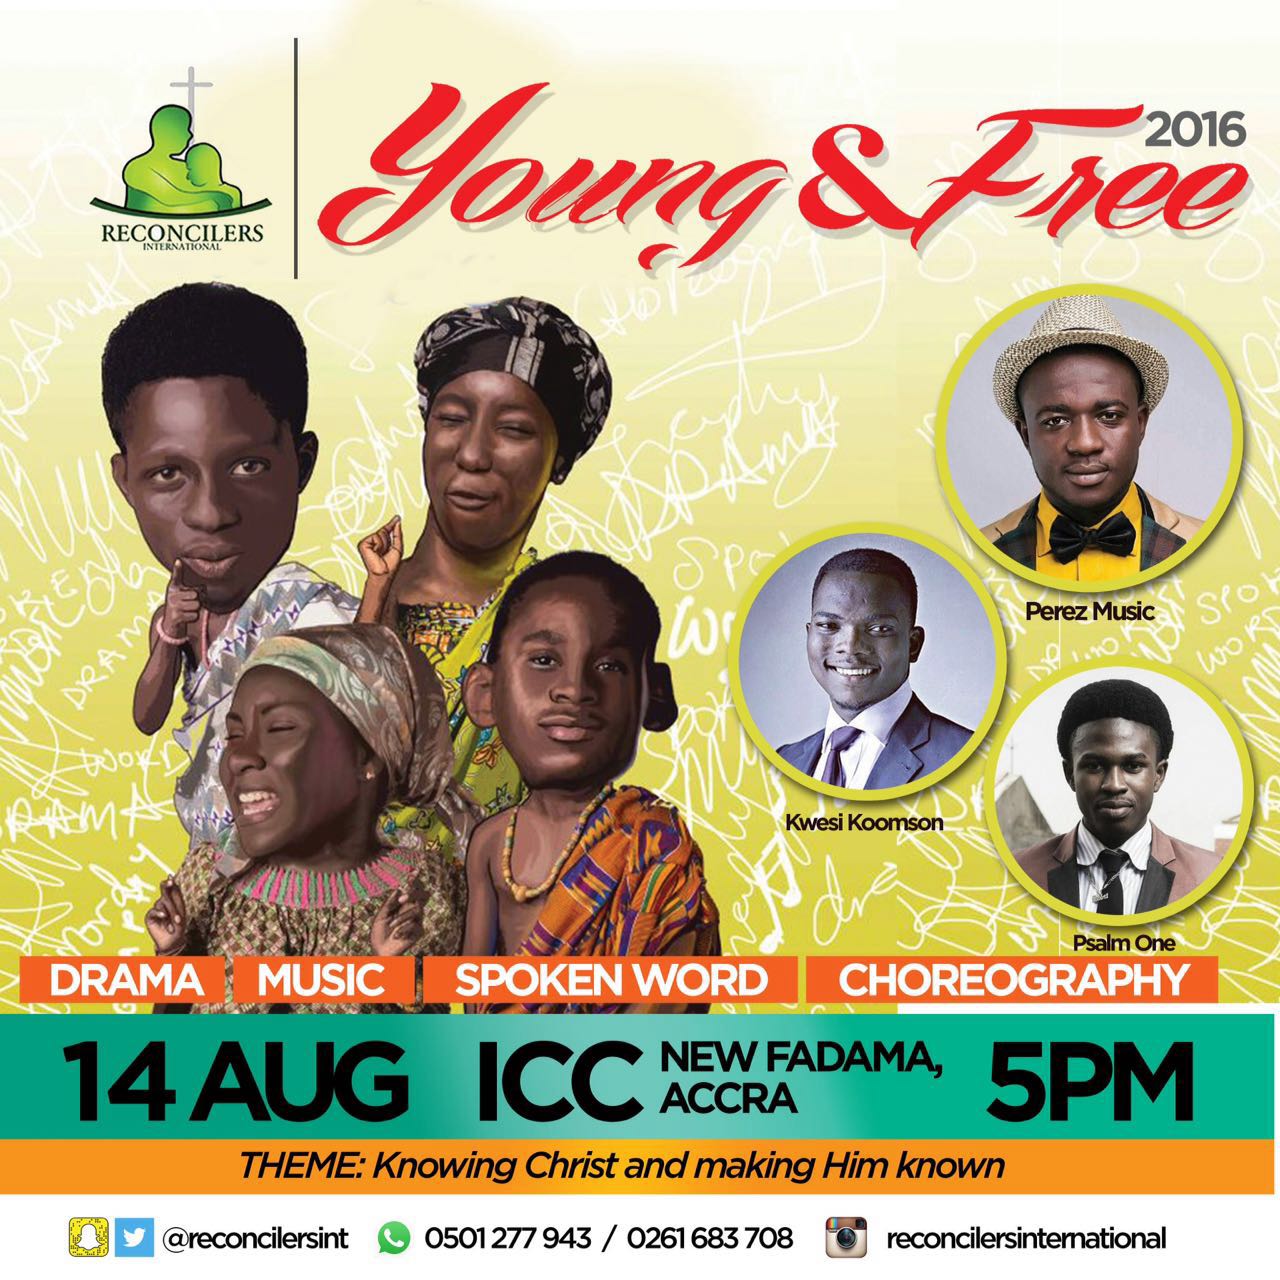 RECONCILERS
INTERNATIONAL
Young & Free
2016
Perez Music
Kwesi Koomson
Psalm One
DRAMA MUSIC SPOKEN WORD CHOREOGRAPHY
14 AUG ICC NEW FADAMA, ACCRA 5PM
THEME: Knowing Christ and making Him known
@reconcilersint 0501 277 943 / 0261 683 708 reconcilersinternational